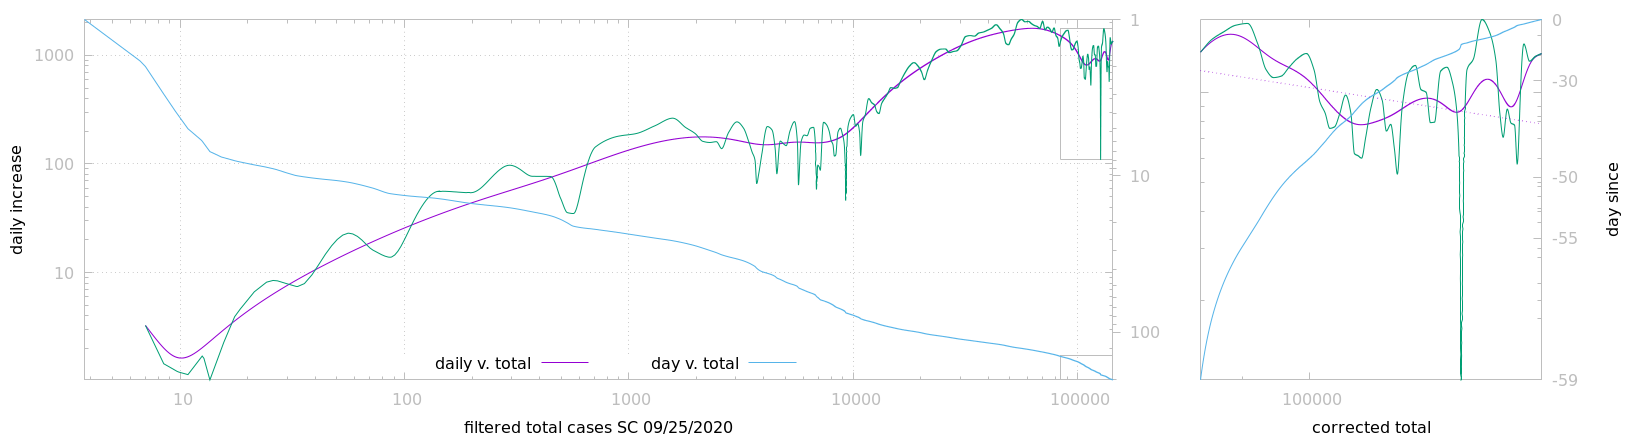 1000
100
10
daily increase
1
10
100
daily v. total
day v. total
10
100
1000
10000
100000
filtered total cases SC 09/25/2020
0
-30
-50
-55
-59
day since
100000
corrected total